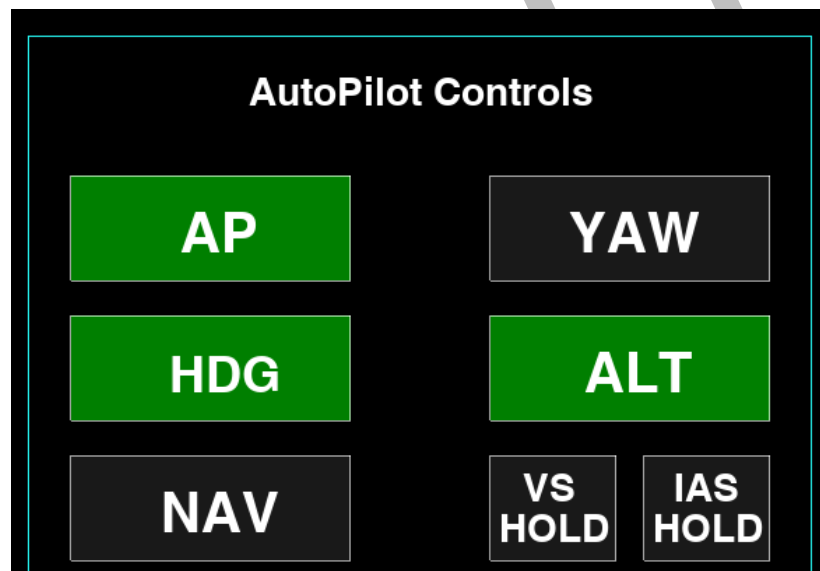 AutoPilot Controls
AP
YAW
HDG
ALT
NAV
VS
HOLD
IAS
HOLD